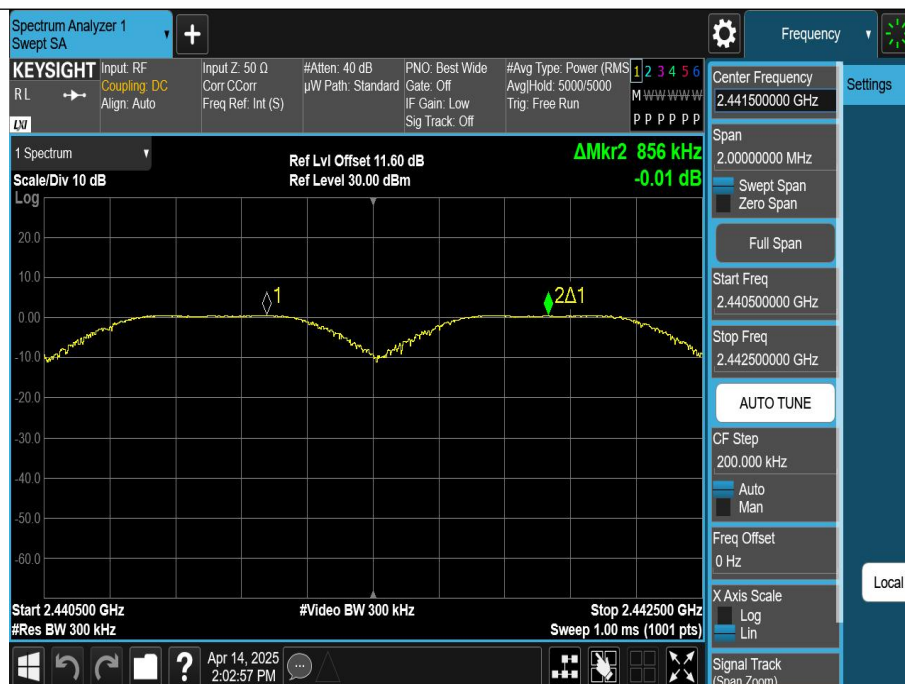 Spectrum Analyzer 1
Swept SA
+
Frequency
KEYSIGHT
RL
LXI
Input: RF
Coupling: DC
Align: Auto
Input Z: 50 Ω
Corr CCorr
Freq Ref: Int (S)
#Atten: 40 dB
µW Path: Standard
PNO: Best Wide
Gate: Off
IF Gain: Low
Sig Track: Off
#Avg Type: Power (RMS
Avg|Hold: 5000/5000
Trig: Free Run
1 2 3 4 5 6
M W W W W W
P P P P P P
Center Frequency
2.441500000 GHz
Settings
1 Spectrum
Scale/Div 10 dB
Log
Ref Lvl Offset 11.60 dB
Ref Level 30.00 dBm
ΔMkr2 856 kHz
-0.01 dB
20.0
10.0
0.00
-10.0
-20.0
-30.0
-40.0
-50.0
-60.0
1
2Δ1
Start 2.440500 GHz
#Res BW 300 kHz
#Video BW 300 kHz
Stop 2.442500 GHz
Sweep 1.00 ms (1001 pts)
Span
2.00000000 MHz
Swept Span
Zero Span
Full Span
Start Freq
2.440500000 GHz
Stop Freq
2.442500000 GHz
AUTO TUNE
CF Step
200.000 kHz
Auto
Man
Freq Offset
0 Hz
Local
X Axis Scale
Log
Lin
Signal Track
(Span Zoom)
?
Apr 14, 2025
2:02:57 PM